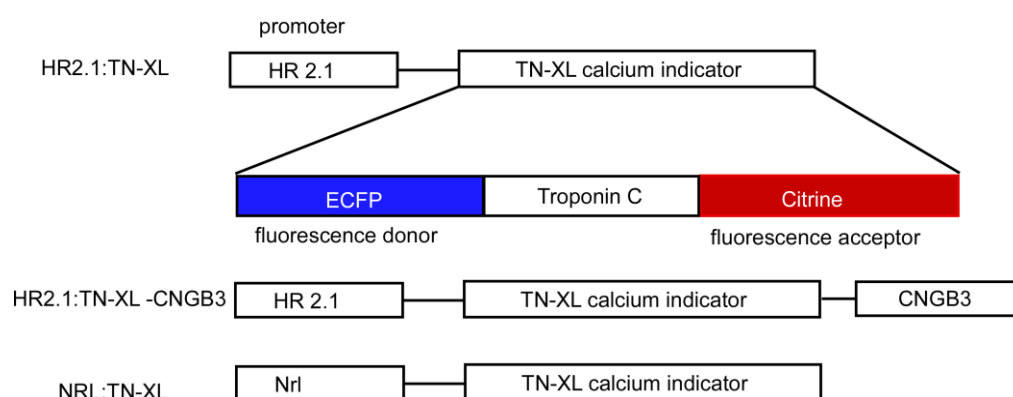 promoter
HR2.1:TN-XL
HR 2.1
TN-XL calcium indicator
ECFP
Troponin C
Citrine
fluorescence donor
fluorescence acceptor
HR2.1:TN-XL -CNGB3
HR 2.1
TN-XL calcium indicator
CNGB3
NRL:TN-XL
Nrl
TN-XL calcium indicator